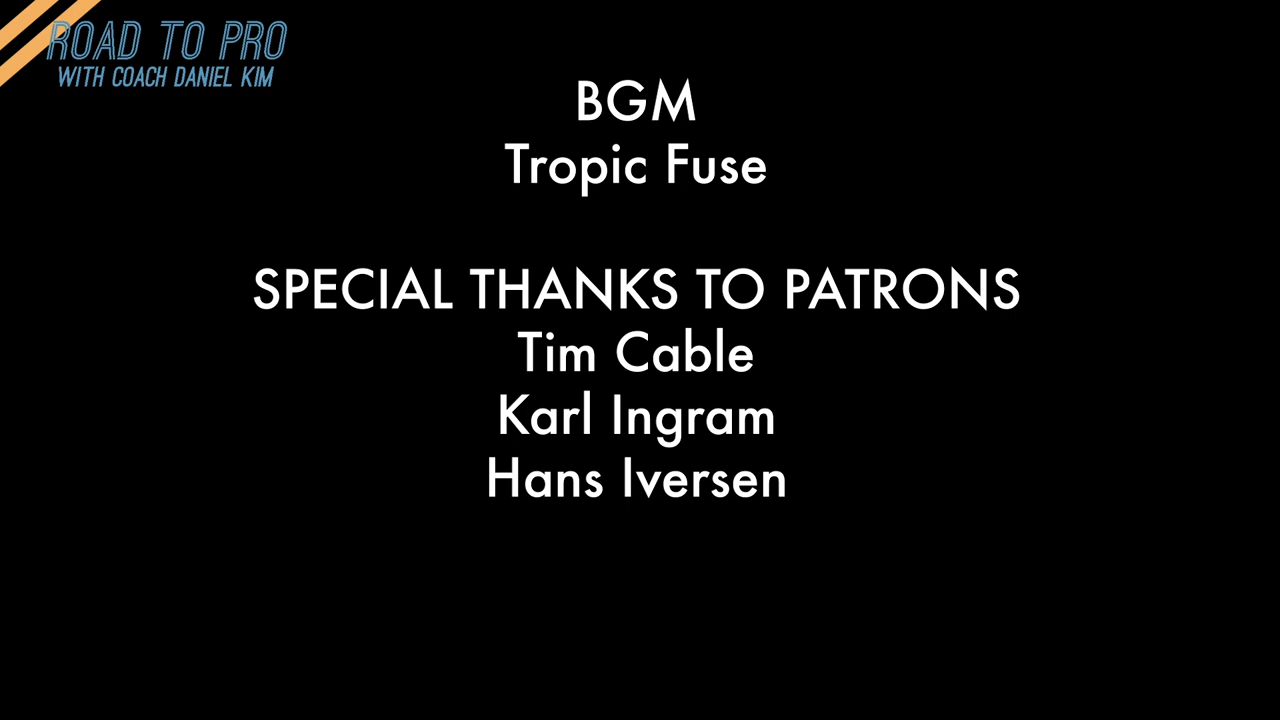 ROAD TO PRO
WITH COACH DANIEL KIM
BGM
Tropic Fuse
SPECIAL THANKS TO PATRONS
Tim Cable
Karl Ingram
Hans Iversen